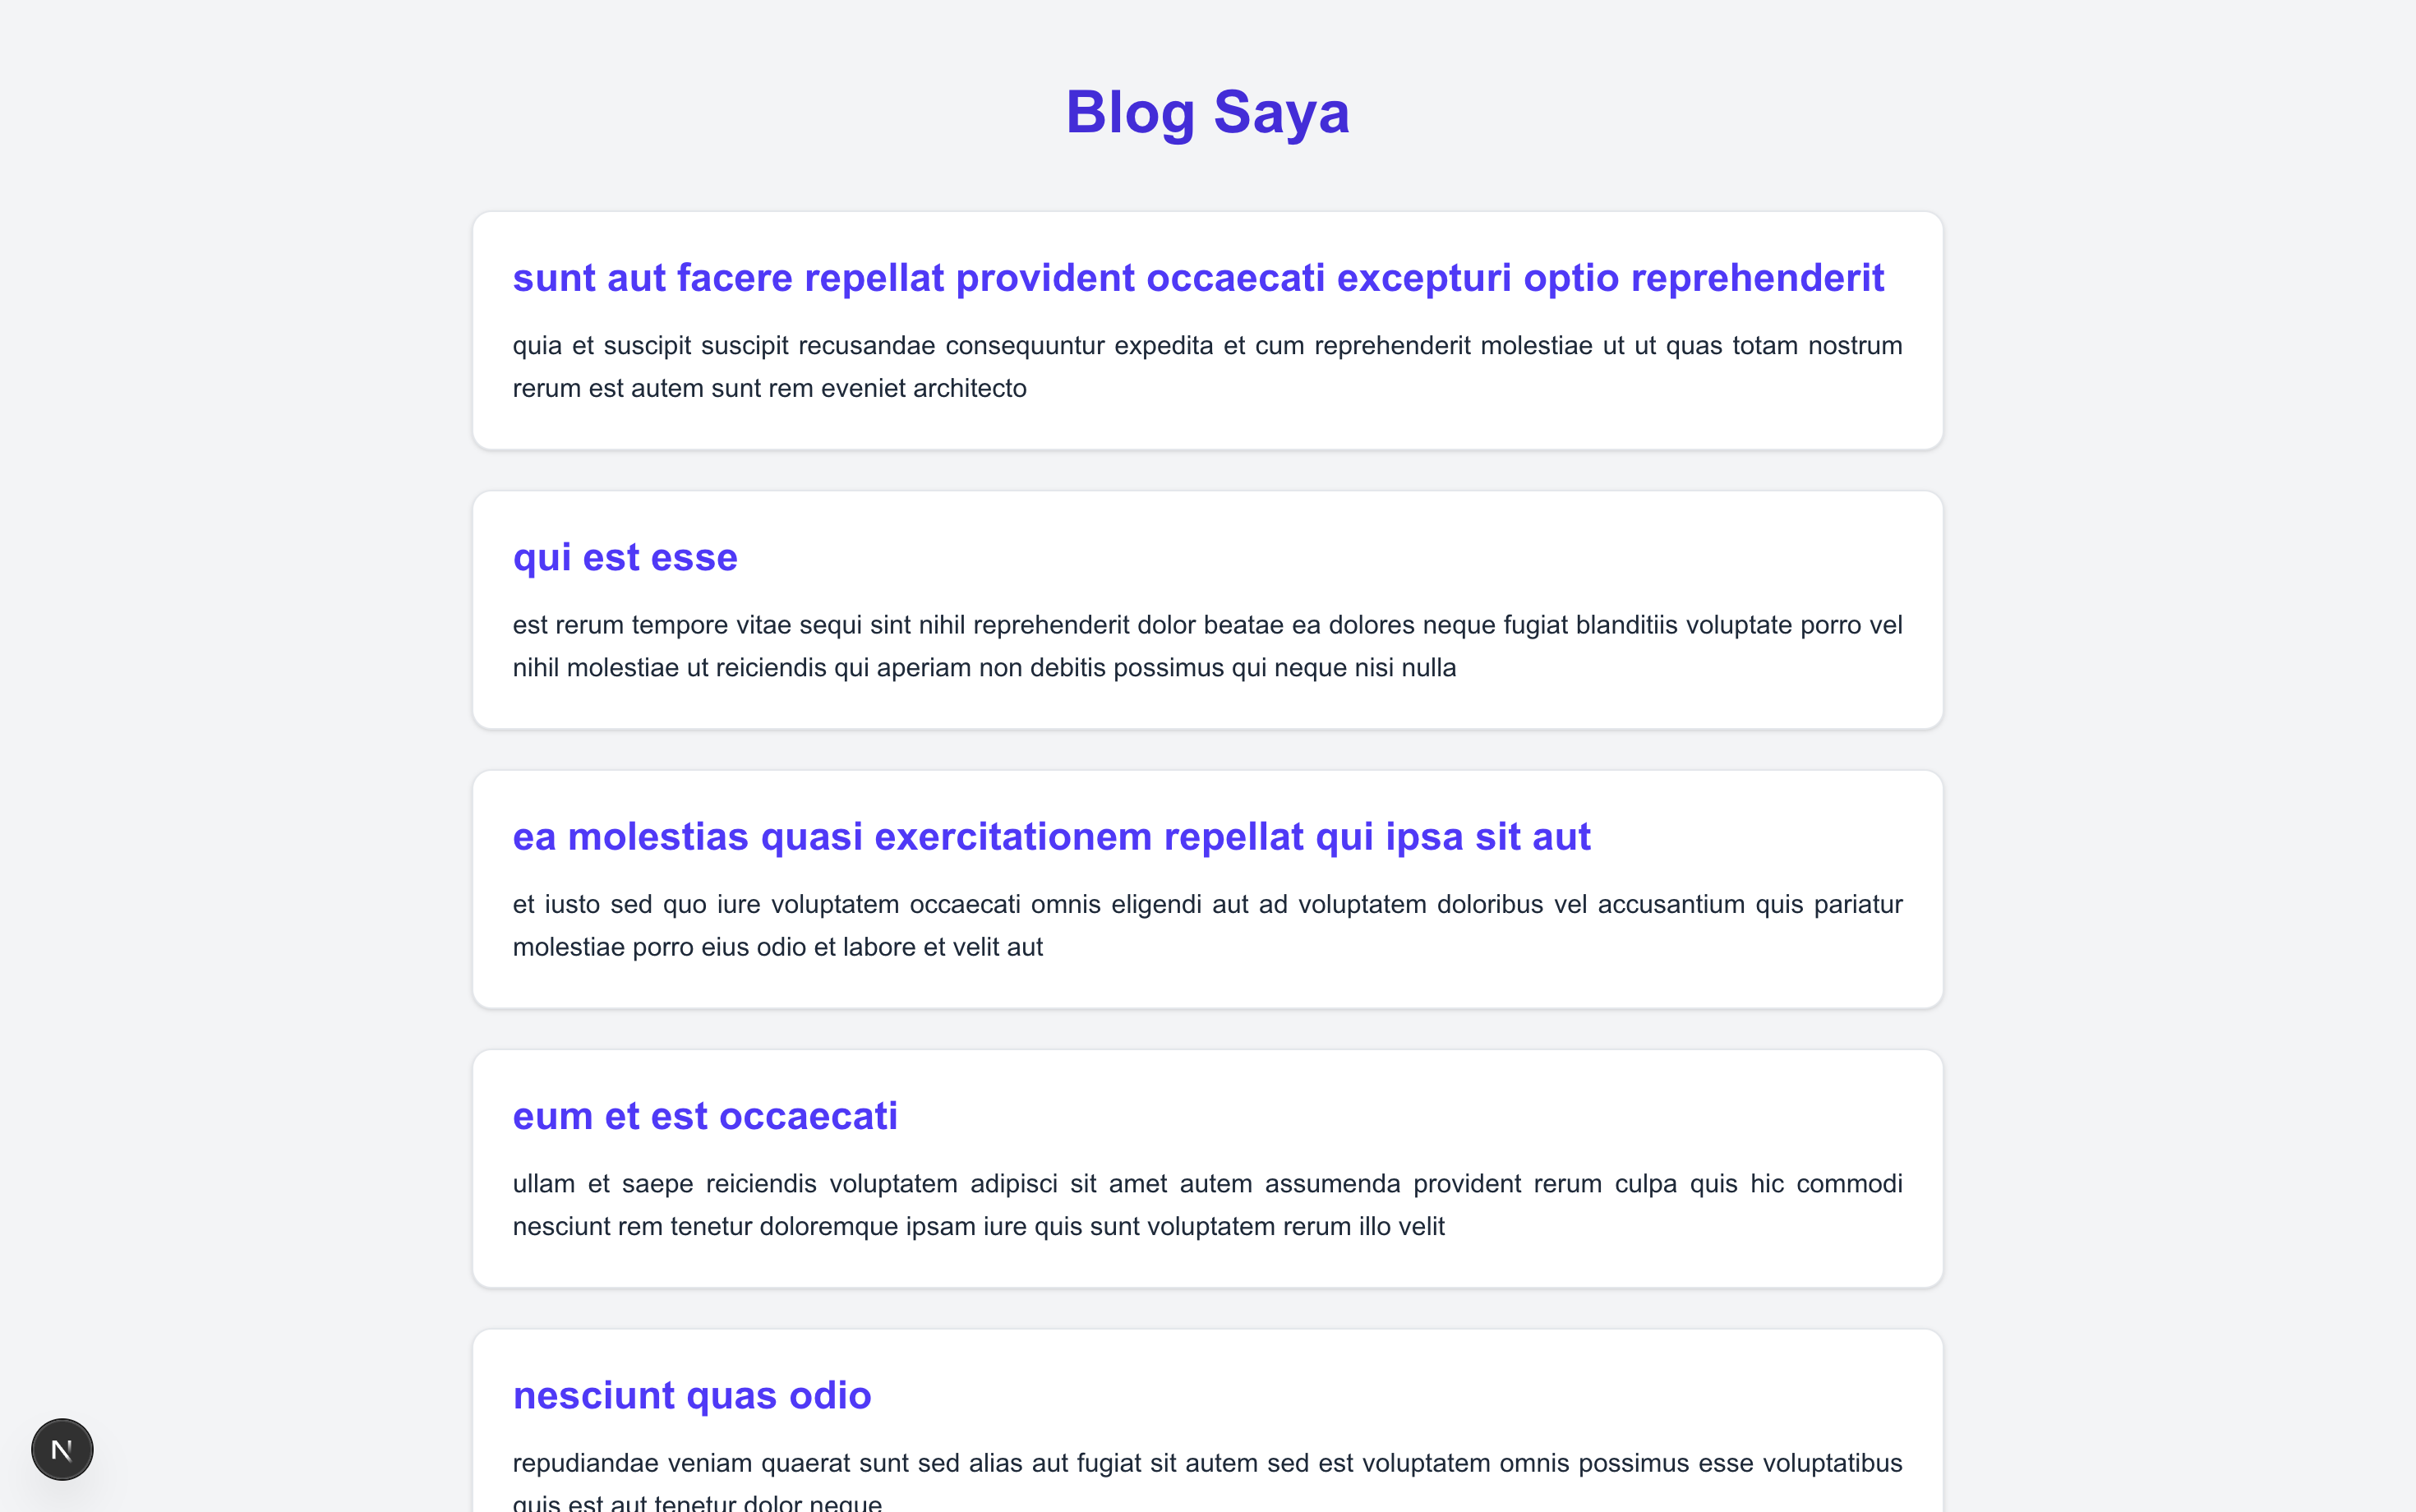 Blog Saya
sunt aut facere repellat provident occaecati excepturi optio reprehenderit
quia et suscipit suscipit recusandae consequuntur expedita et cum reprehenderit molestiae ut ut quas totam nostrum
rerum est autem sunt rem eveniet architecto
qui est esse
est rerum tempore vitae sequi sint nihil reprehenderit dolor beatae ea dolores neque fugiat blanditiis voluptate porro vel
nihil molestiae ut reiciendis qui aperiam non debitis possimus qui neque nisi nulla
ea molestias quasi exercitationem repellat qui ipsa sit aut
et iusto sed quo iure voluptatem occaecati omnis eligendi aut ad voluptatem doloribus vel accusantium quis pariatur
molestiae porro eius odio et labore et velit aut
eum et est occaecati
ullam et saepe reiciendis voluptatem adipisci sit amet autem assumenda provident rerum culpa quis hic commodi
nesciunt rem tenetur doloremque ipsam iure quis sunt voluptatem rerum illo velit
nesciunt quas odio
repudiandae veniam quaerat sunt sed alias aut fugiat sit autem sed est voluptatem omnis possimus esse voluptatibus
quis est aut tenetur dolor neque
N